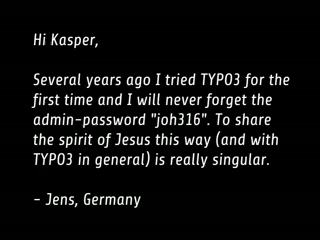 Hi Kasper,
Several years ago I tried TYPO3 for the
first time and I will never forget the
admin-password "joh316". To share
the spirit of Jesus this way (and with
TYPO3 in general) is really singular.
- Jens, Germany